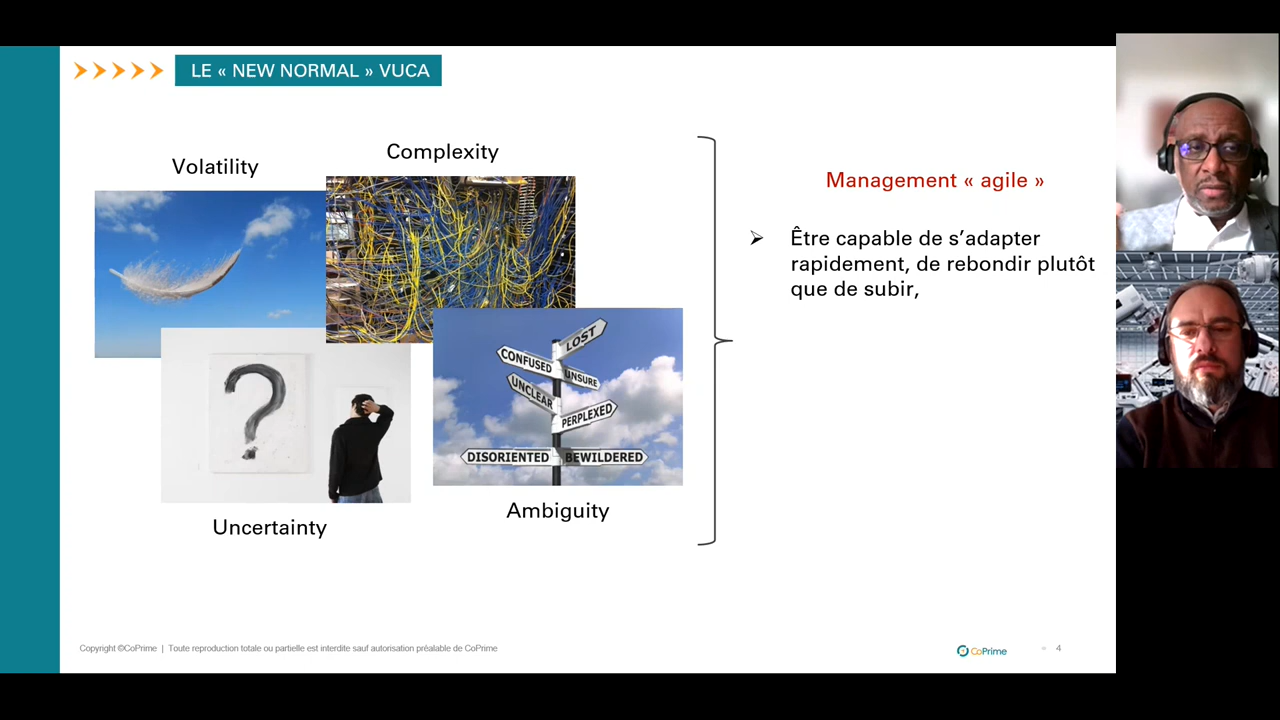 LE « NEW NORMAL » VUCA
Volatility
Complexity
LOST
CONFUSED
UNSURE
UNCLEAR
PERPLEXED
DISORIENTED
BEWILDERED
Uncertainty
Ambiguity
Management « agile »
Être capable de s’adapter
rapidement, de rebondir plutôt
que de subir,
Copyright ©CoPrime | Toute reproduction totale ou partielle est interdite sauf autorisation préalable de CoPrime
CoPrime
4